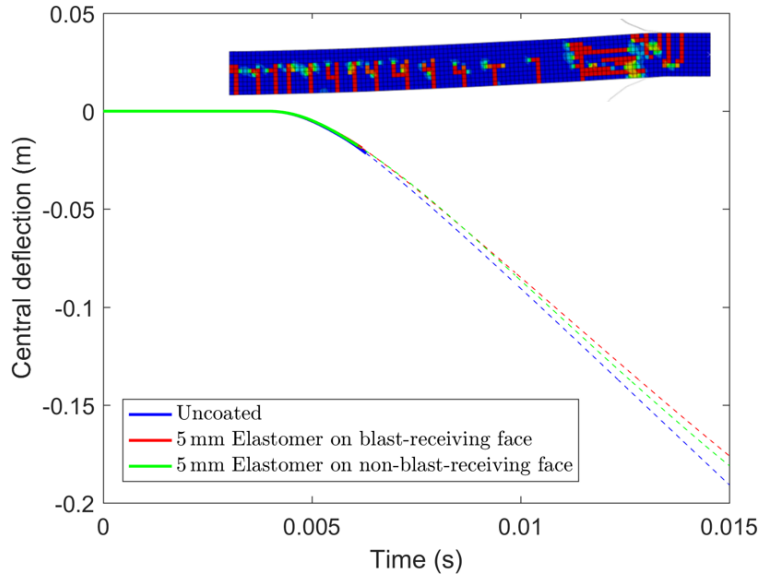 0.05
0
-0.05
-0.1
-0.15
-0.2
Central deflection (m)
Uncoated
5 mm Elastomer on blast-receiving face
5 mm Elastomer on non-blast-receiving face
0
0.005
0.01
0.015
Time (s)